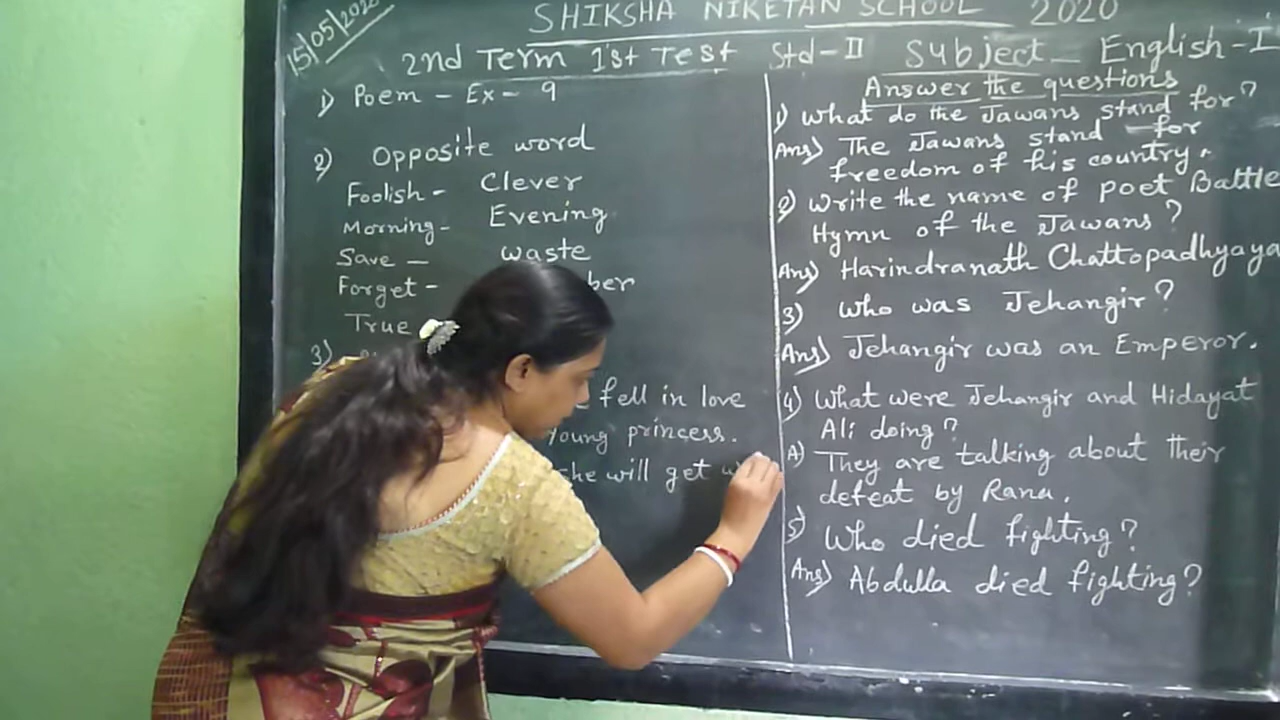 15/05/2020
SHIKSHA NIKETAN SCHOOL 2020
2nd Term 1st Test Std-II Subject- English-I
1) Poem - Ex - 9
2) Opposite word
Foolish - Clever
Morning - Evening
Save - waste
Forget - ber
True
3)
fell in love
Young princess.
she will get w
Answer the questions
1) What do the Jawans stand for?
Ans) The Jawans stand for
freedom of his country.
2) Write the name of poet Battle
Hymn of the Jawans?
Ans) Harindranath Chattopadhyaya
3) Who was Jehangir?
Ans) Jehangir was an Emperor.
4) What were Jehangir and Hidayat
Ali doing?
A) They are talking about their
defeat by Rana.
5) Who died fighting?
Ans) Abdulla died fighting?